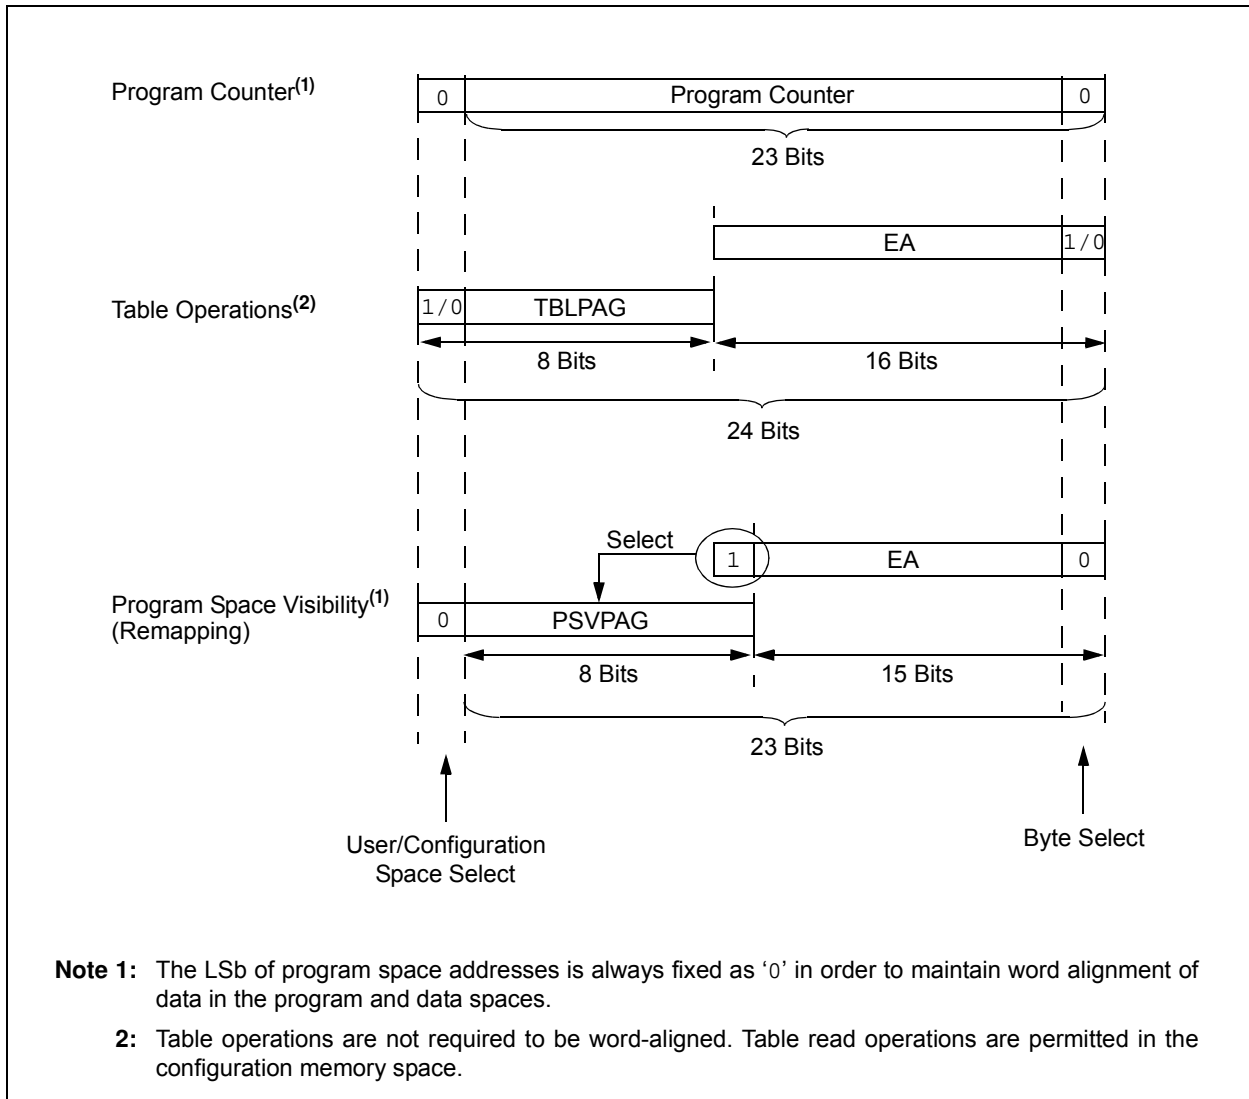 Program Counter(1)
0
Program Counter
0
23 Bits
EA
1/0
Table Operations(2)
1/0
TBLPAG
8 Bits
16 Bits
24 Bits
Select
1
EA
0
Program Space Visibility(1)
(Remapping)
0
PSVPAG
8 Bits
15 Bits
23 Bits
User/Configuration
Space Select
Byte Select
Note 1: The LSb of program space addresses is always fixed as ‘0’ in order to maintain word alignment of
data in the program and data spaces.
2: Table operations are not required to be word-aligned. Table read operations are permitted in the
configuration memory space.